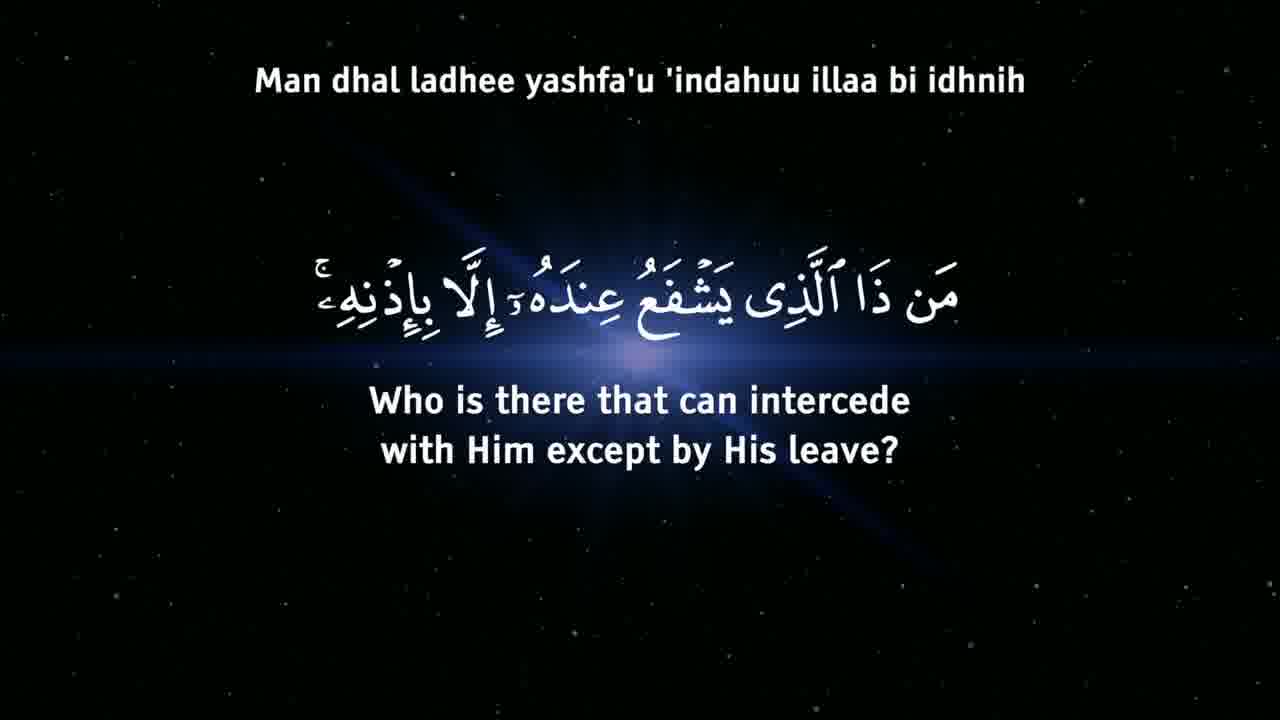 Man dhal ladhee yashfa'u 'indahuu illaa bi idhnih
مَن ذَا ٱلَّذِى يَشْفَعُ عِندَهُۥٓ إِلَّا بِإِذْنِهِۦ ۚ
Who is there that can intercede
with Him except by His leave?